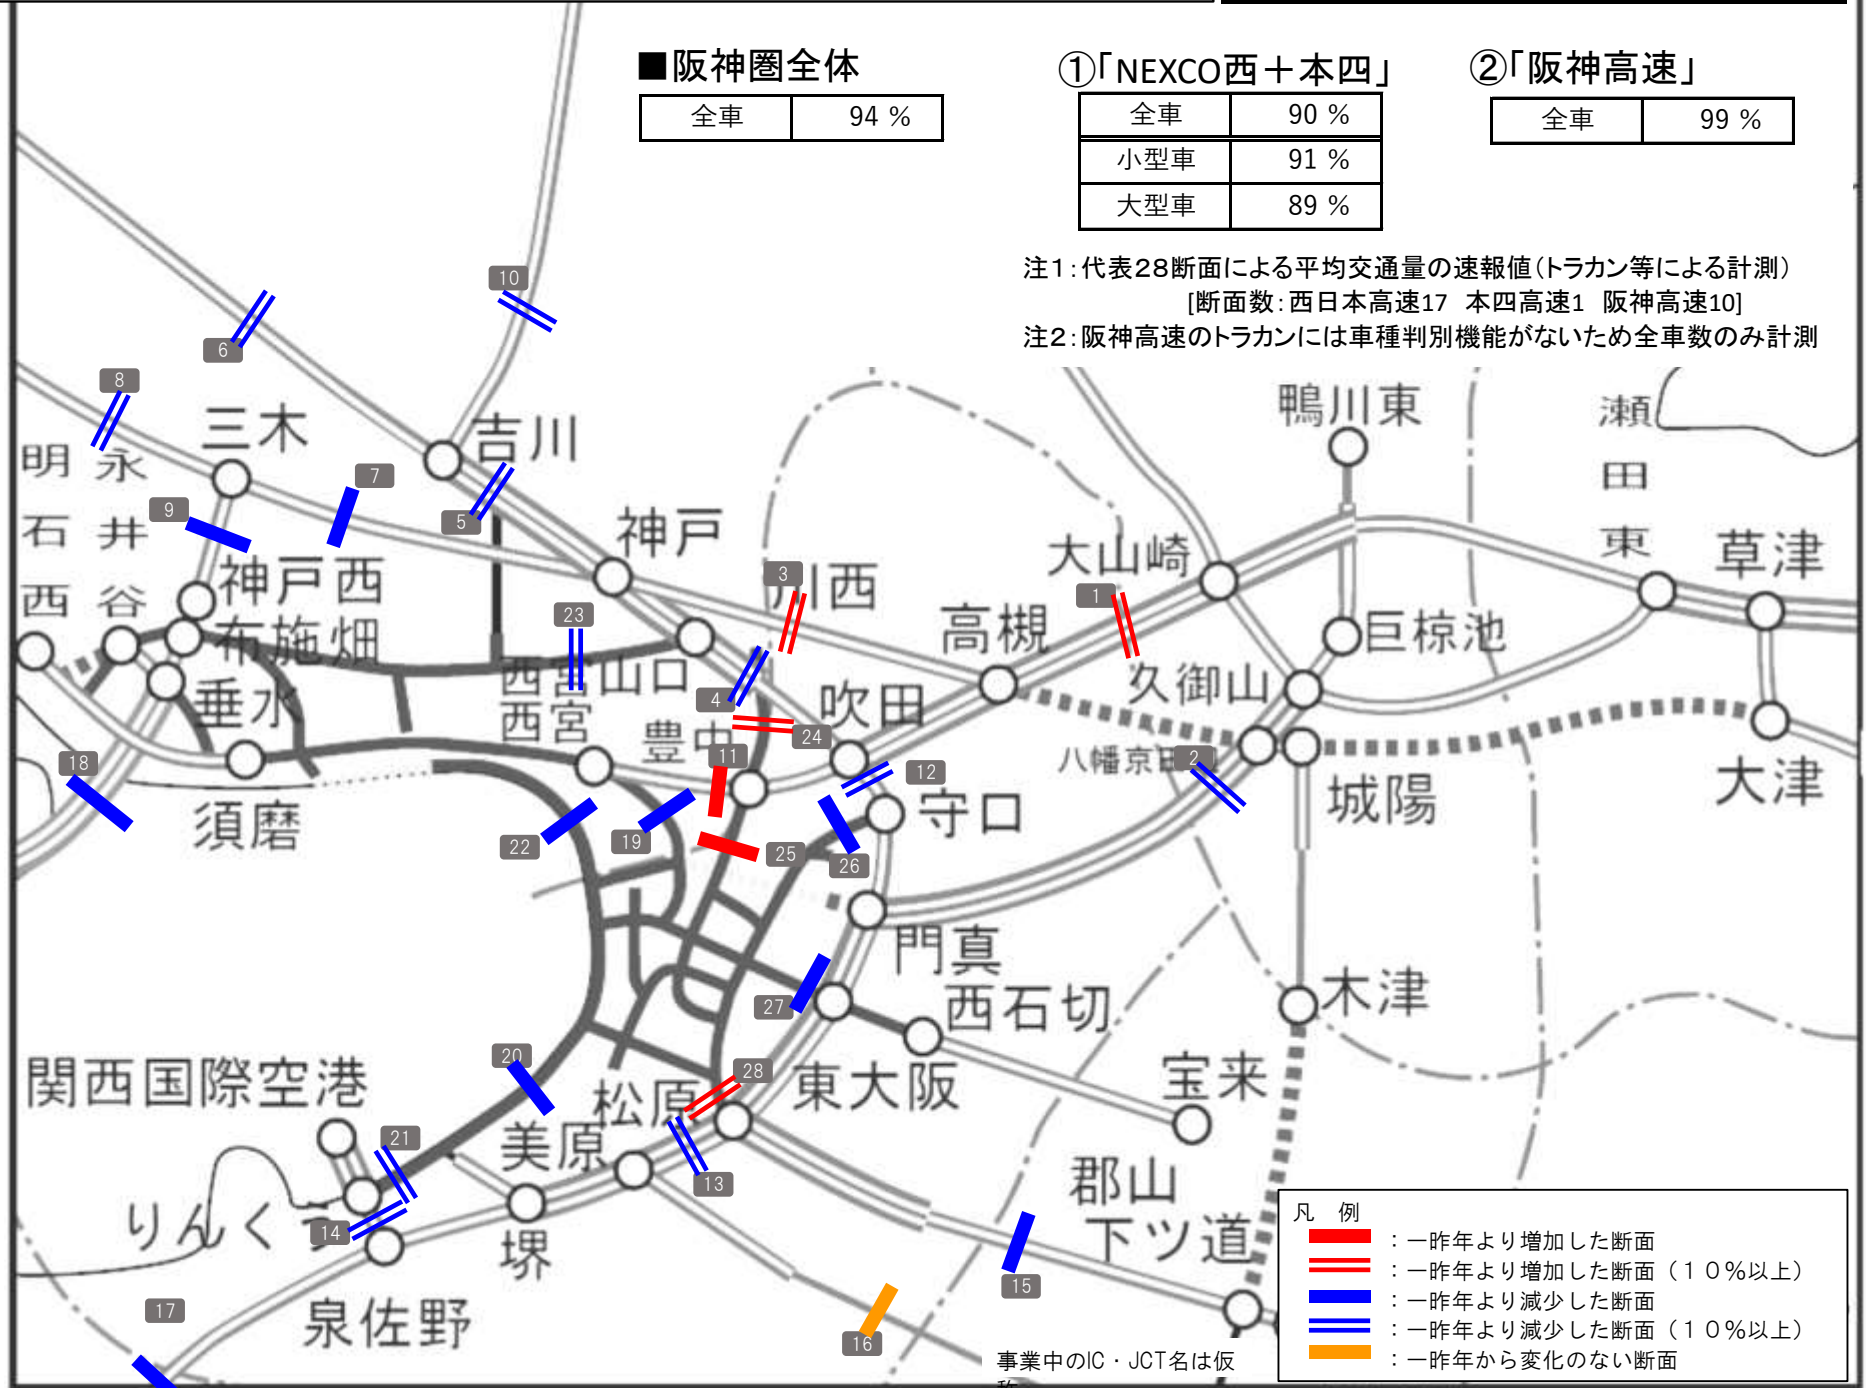 ■阪神圏全体
全車 94 %
①「NEXCO西＋本四」
全車 90 %
小型車 91 %
大型車 89 %
②「阪神高速」
全車 99 %
注１：代表２８断面による平均交通量の速報値（トラカン等による計測）
[断面数：西日本高速17 本四高速1 阪神高速10]
注２：阪神高速のトラカンには車種判別機能がないため全車数のみ計測
10
6
8
三木
吉川
鴨川東
瀬田東
明石西
永井谷
7
9
5
神戸
大山崎
草津
神戸西
3
川西
1
高槻
23
布施畑
巨椋池
西宮山口
久御山
垂水
4
吹田
西宮
豊中
24
11
12
八幡京田辺
2
18
大津
城陽
須磨
守口
22
19
25
26
門真
27
西石切
木津
20
28
関西国際空港
松原
東大阪
宝来
21
美原
13
郡山下ツ道
りんくう
14
堺
15
17
泉佐野
16
事業中のIC・JCT名は仮
凡 例
：一昨年より増加した断面
：一昨年より増加した断面（１０％以上）
：一昨年より減少した断面
：一昨年より減少した断面（１０％以上）
：一昨年から変化のない断面